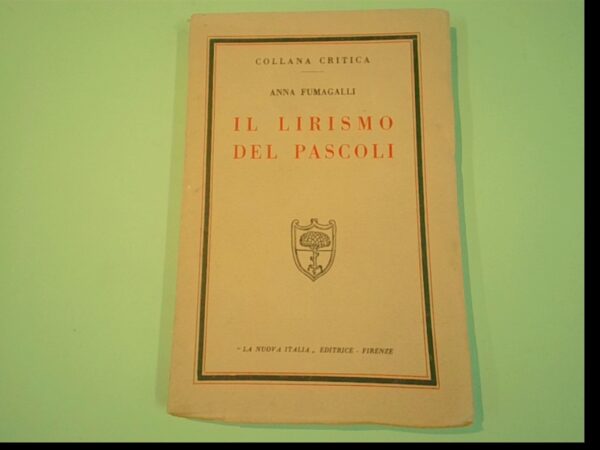 COLLANA CRITICA
ANNA FUMAGALLI
IL LIRISMO
DEL PASCOLI
"LA NUOVA ITALIA„ EDITRICE - FIRENZE